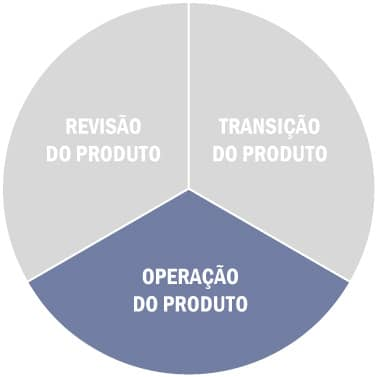 REVISÃO
DO PRODUTO
TRANSIÇÃO
DO PRODUTO
OPERAÇÃO
DO PRODUTO